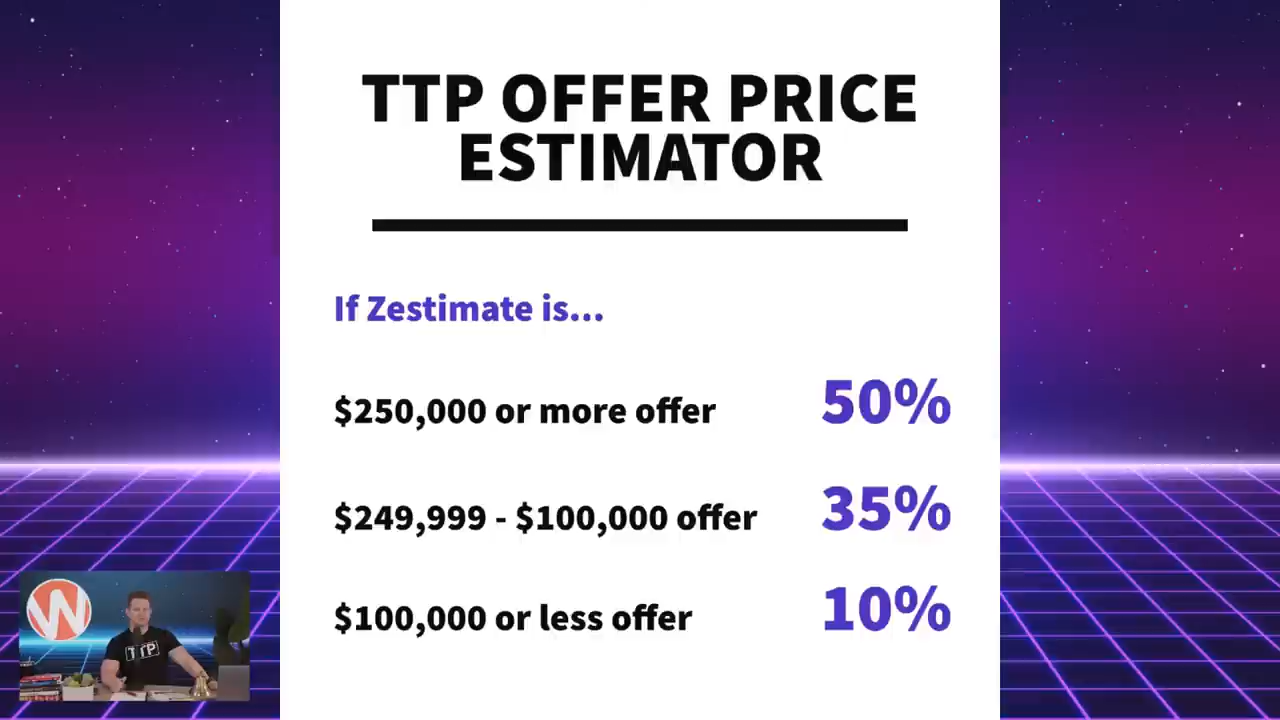 TTP OFFER PRICE
ESTIMATOR
If Zestimate is...
$250,000 or more offer 50%
$249,999 - $100,000 offer 35%
$100,000 or less offer 10%
W
TTP